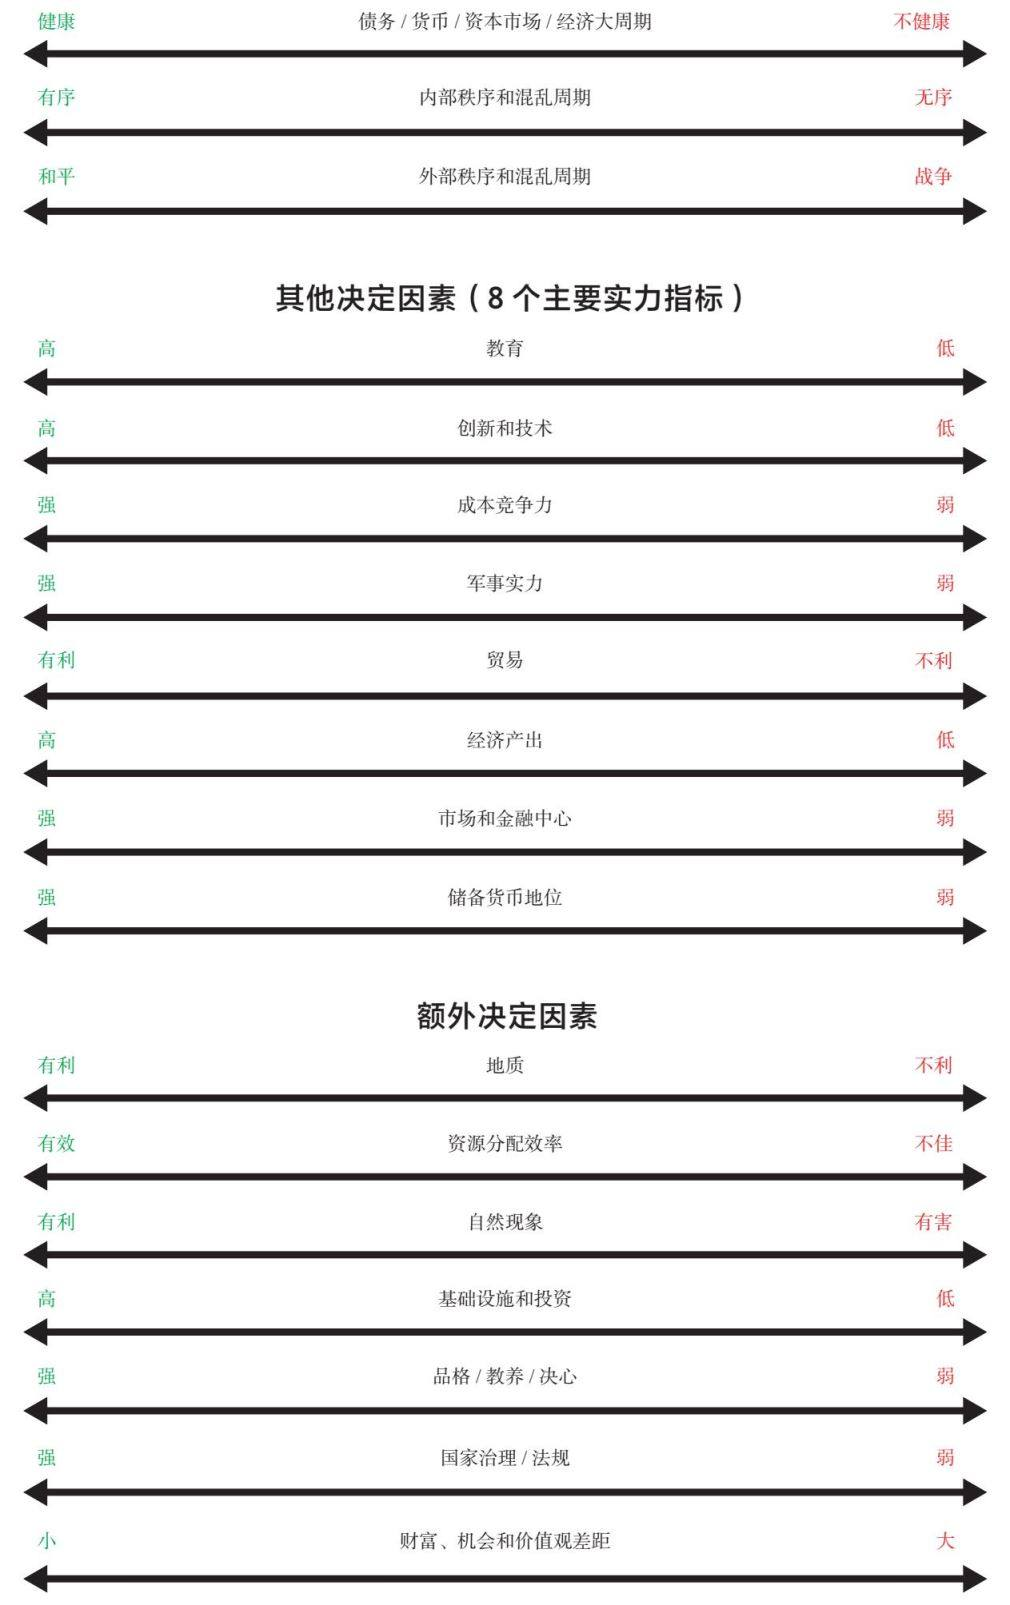 健康 债务 / 货币 / 资本市场 / 经济大周期 不健康
有序 内部秩序和混乱周期 无序
和平 外部秩序和混乱周期 战争
其他决定因素（8 个主要实力指标）
高 教育 低
高 创新和技术 低
强 成本竞争力 弱
强 军事实力 弱
有利 贸易 不利
高 经济产出 低
强 市场和金融中心 弱
强 储备货币地位 弱
额外决定因素
有利 地质 不利
有效 资源分配效率 不佳
有利 自然现象 有害
高 基础设施和投资 低
强 品格 / 教养 / 决心 弱
强 国家治理 / 法规 弱
小 财富、机会和价值观差距 大